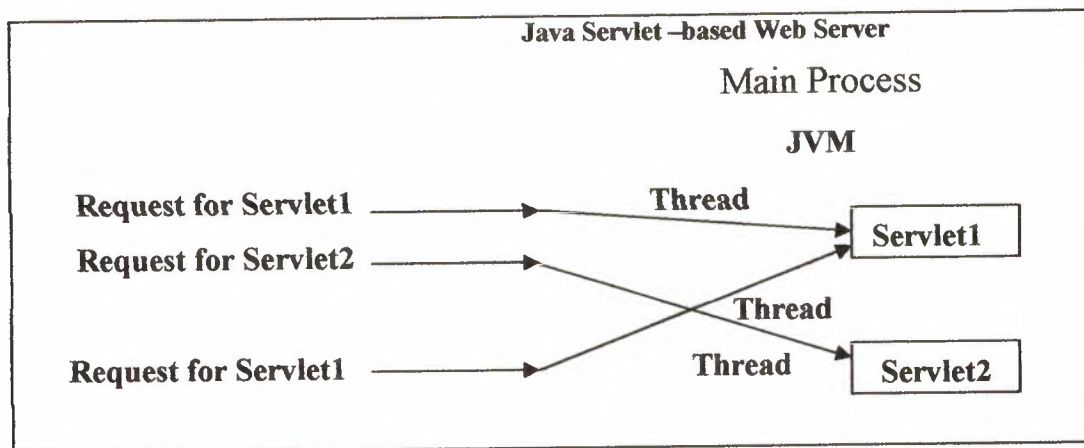 Java Servlet –based Web Server
Main Process
JVM
Request for Servlet1
Thread
Servlet1
Request for Servlet2
Thread
Request for Servlet1
Thread
Servlet2